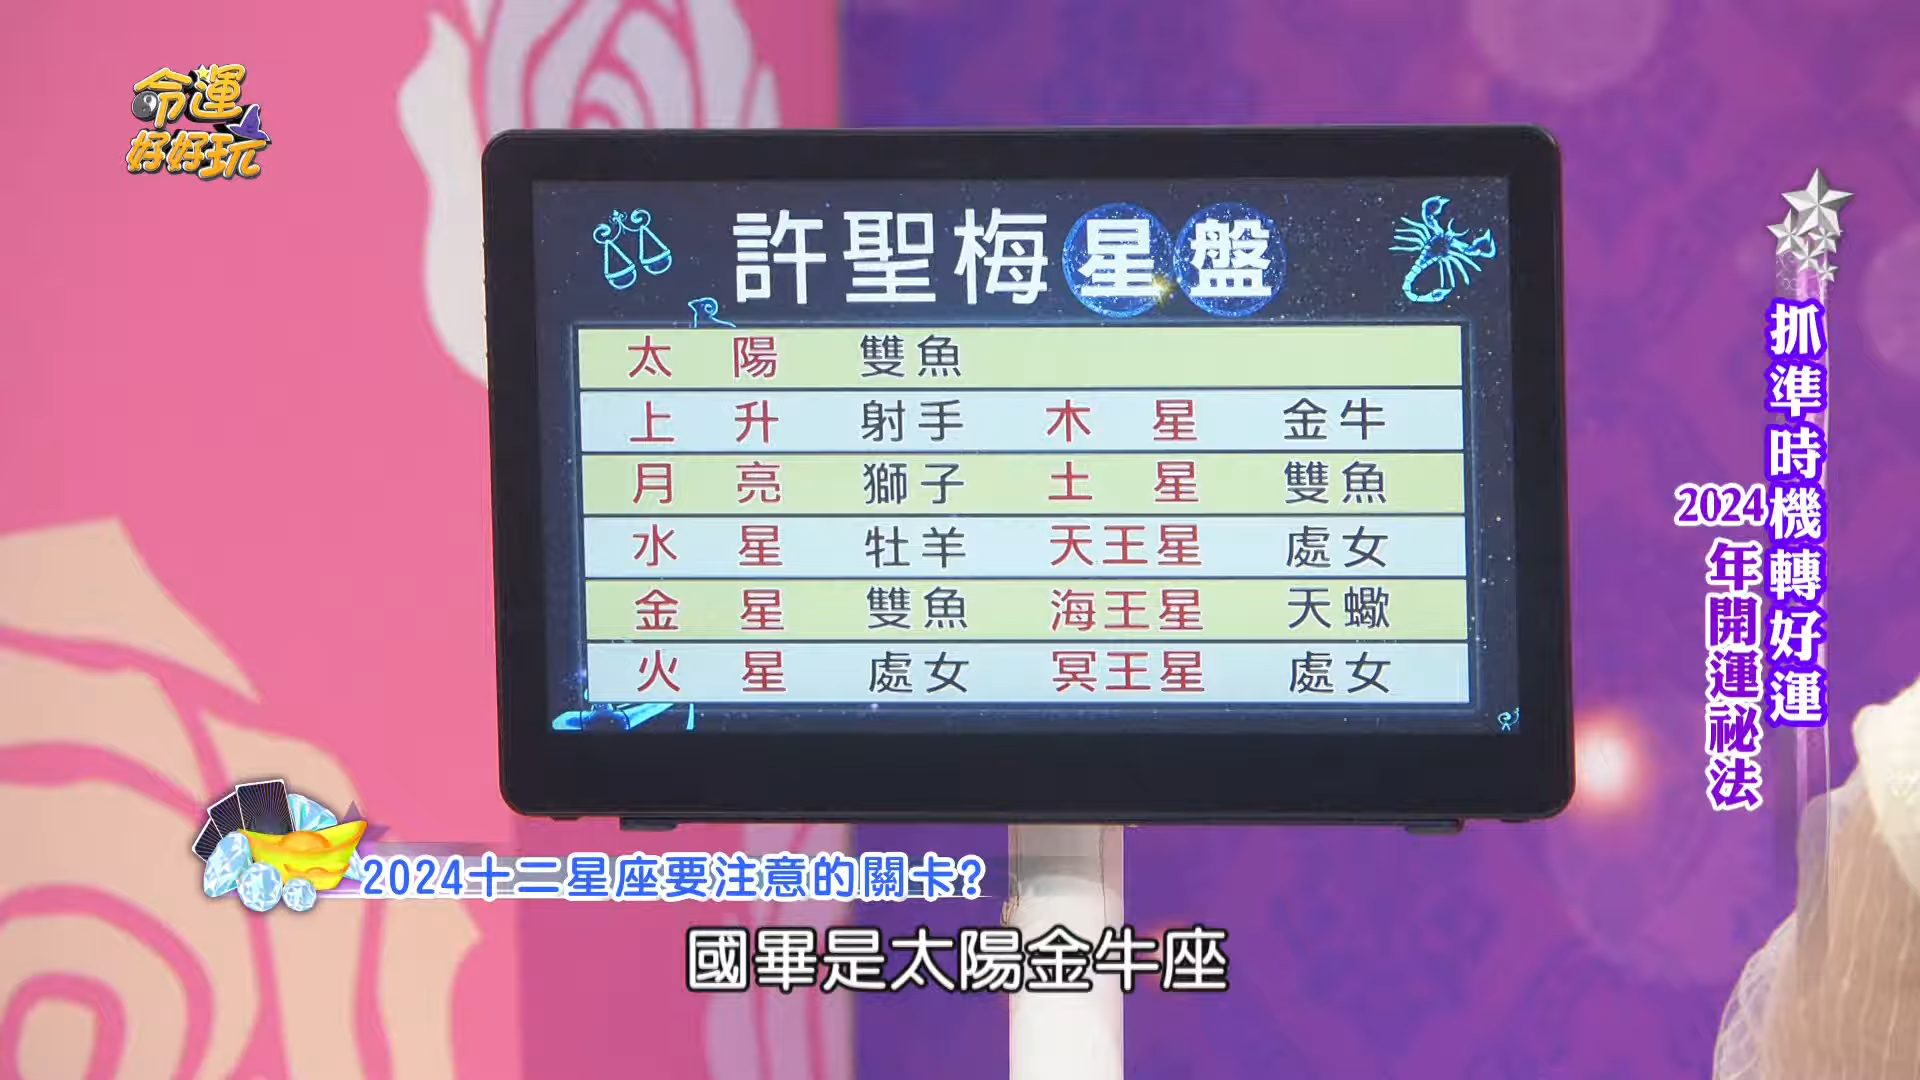 命運
好好玩
許聖梅星盤
太陽 雙魚
上升 射手 木星 金牛
月亮 獅子 土星 雙魚
水星 牡羊 天王星 處女
金星 雙魚 海王星 天蠍
火星 處女 冥王星 處女
抓準時機轉好運
2024年開運祕法
2024十二星座要注意的關卡?
國畢是太陽金牛座